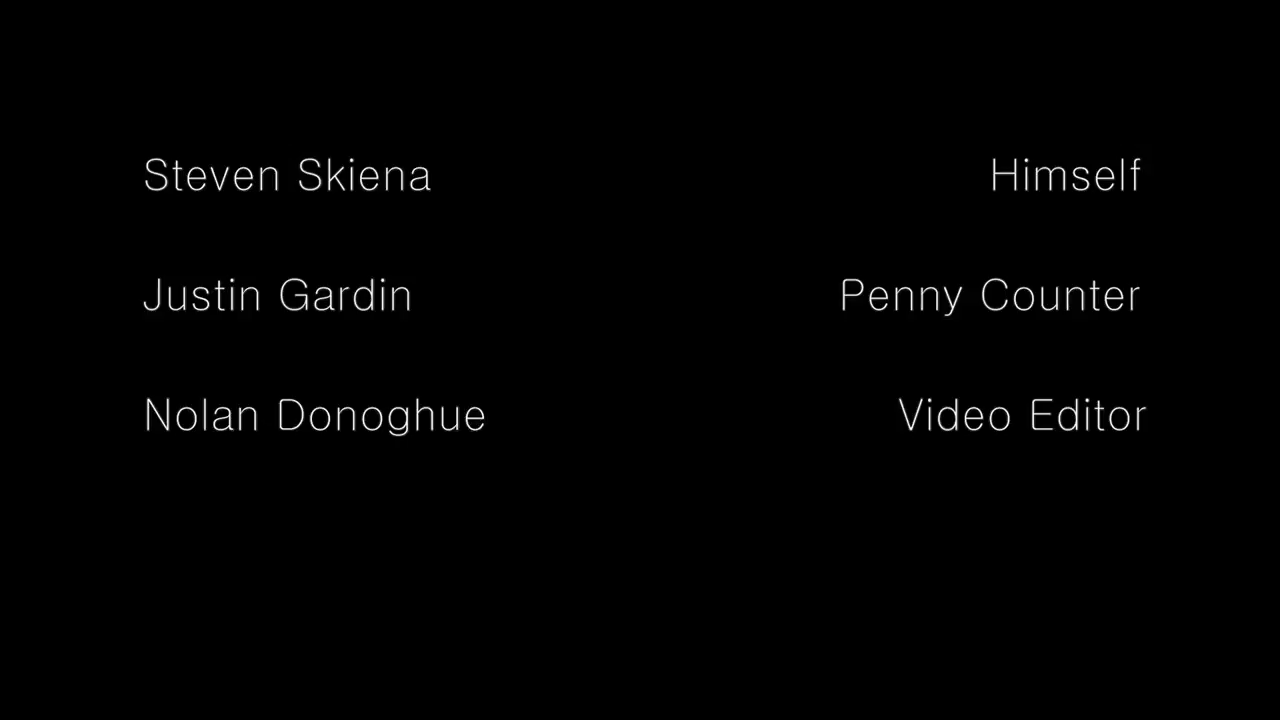 Steven Skiena Himself
Justin Gardin Penny Counter
Nolan Donoghue Video Editor